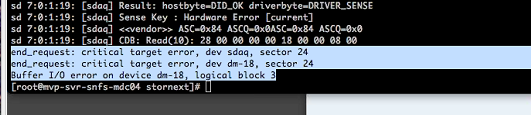 sd 7:0:1:19: [sdaq] Result: hostbyte=DID_OK driverbyte=DRIVER_SENSE
sd 7:0:1:19: [sdaq] Sense Key : Hardware Error [current]
sd 7:0:1:19: [sdaq] <<vendor>> ASC=0x84 ASCQ=0x0ASC=0x84 ASCQ=0x0
sd 7:0:1:19: [sdaq] CDB: Read(10): 28 00 00 00 00 18 00 00 08 00
end_request: critical target error, dev sdaq, sector 24
end_request: critical target error, dev dm-18, sector 24
Buffer I/O error on device dm-18, logical block 3
[root@mvp-svr-snfs-mdc04 stornext]#